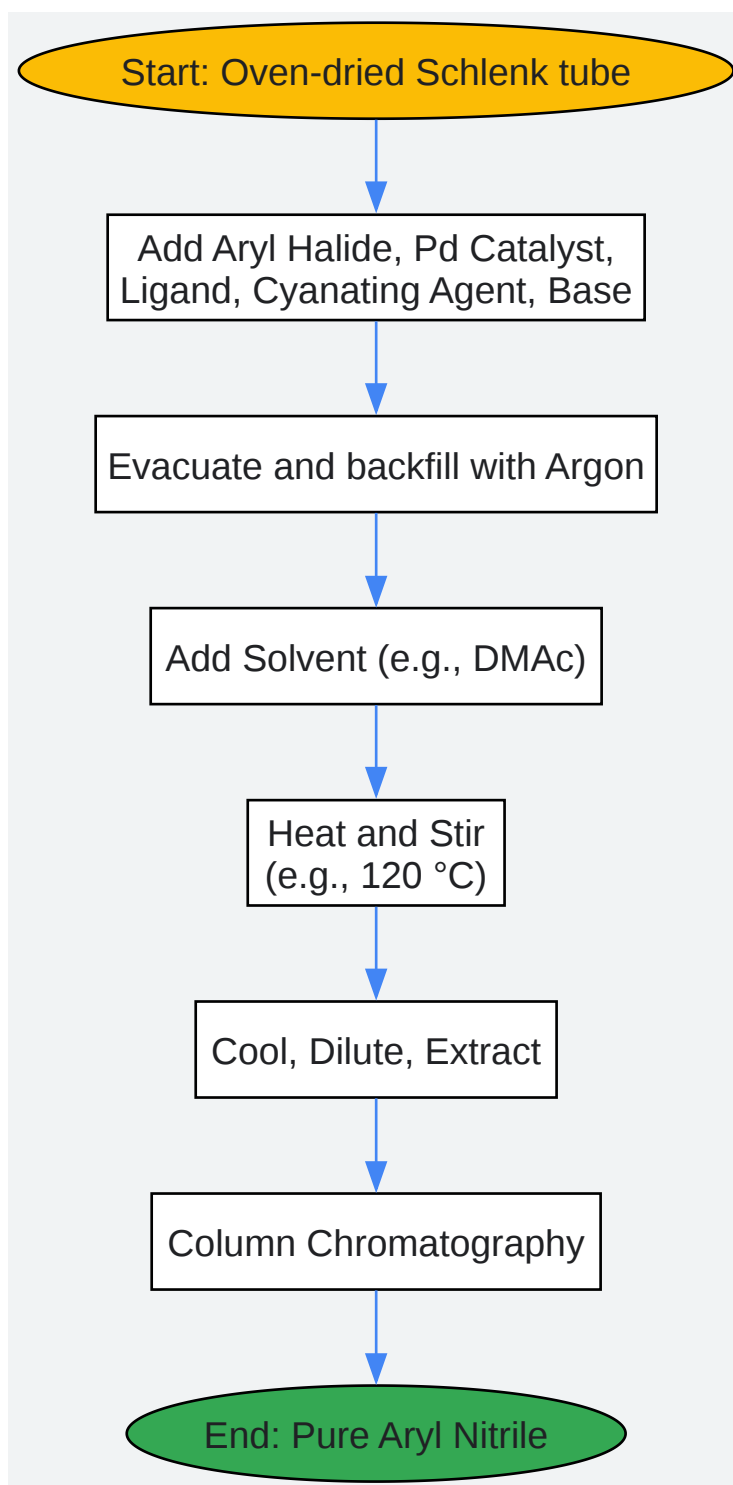 Start: Oven-dried Schlenk tube
Add Aryl Halide, Pd Catalyst,
Ligand, Cyanating Agent, Base
Evacuate and backfill with Argon
Add Solvent (e.g., DMAc)
Heat and Stir
(e.g., 120 °C)
Cool, Dilute, Extract
Column Chromatography
End: Pure Aryl Nitrile